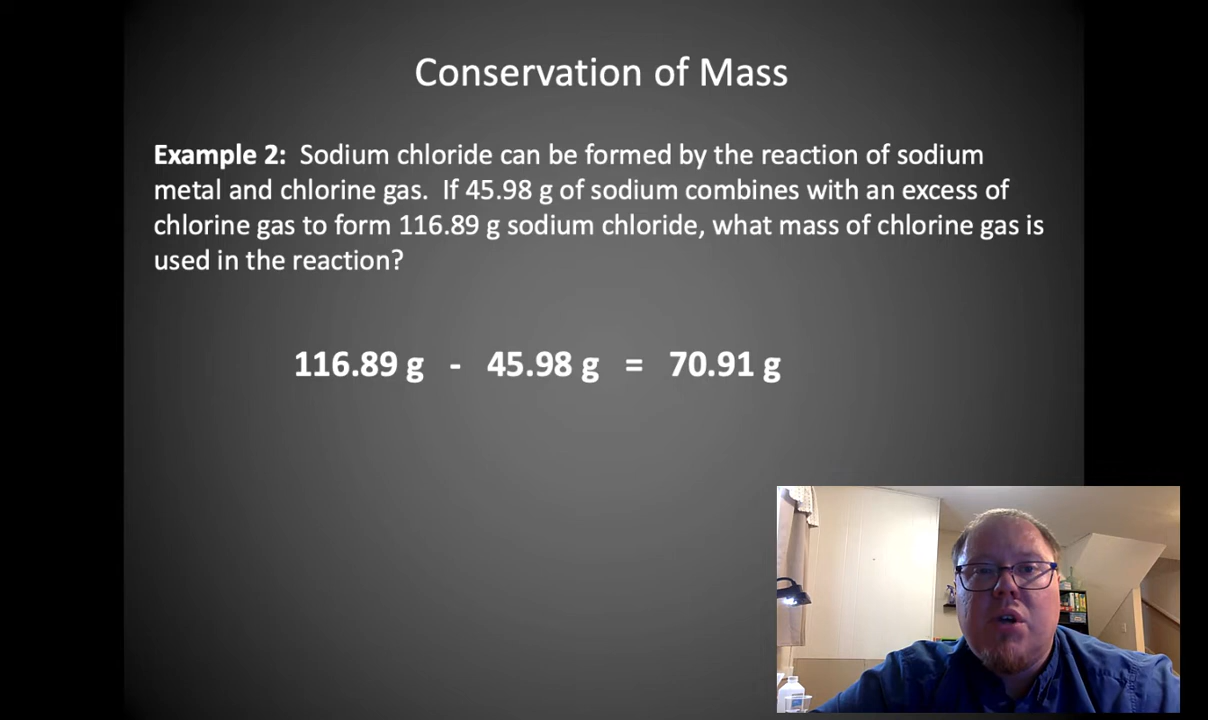 Conservation of Mass
Example 2: Sodium chloride can be formed by the reaction of sodium
metal and chlorine gas. If 45.98 g of sodium combines with an excess of
chlorine gas to form 116.89 g sodium chloride, what mass of chlorine gas is
used in the reaction?
116.89 g - 45.98 g = 70.91 g